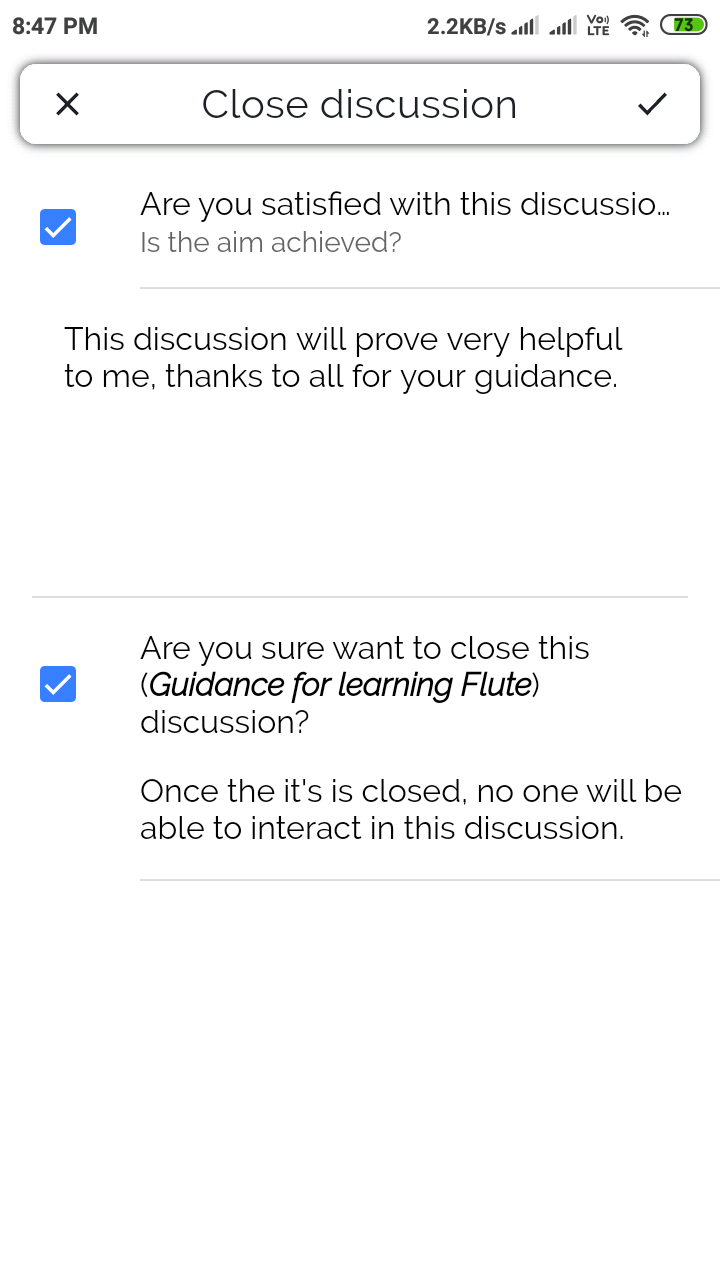 8:47 PM 2.2KB/s Vo) LTE 73
Close discussion
Are you satisfied with this discussio...
Is the aim achieved?
This discussion will prove very helpful
to me, thanks to all for your guidance.
Are you sure want to close this
(Guidance for learning Flute)
discussion?
Once the it's is closed, no one will be
able to interact in this discussion.